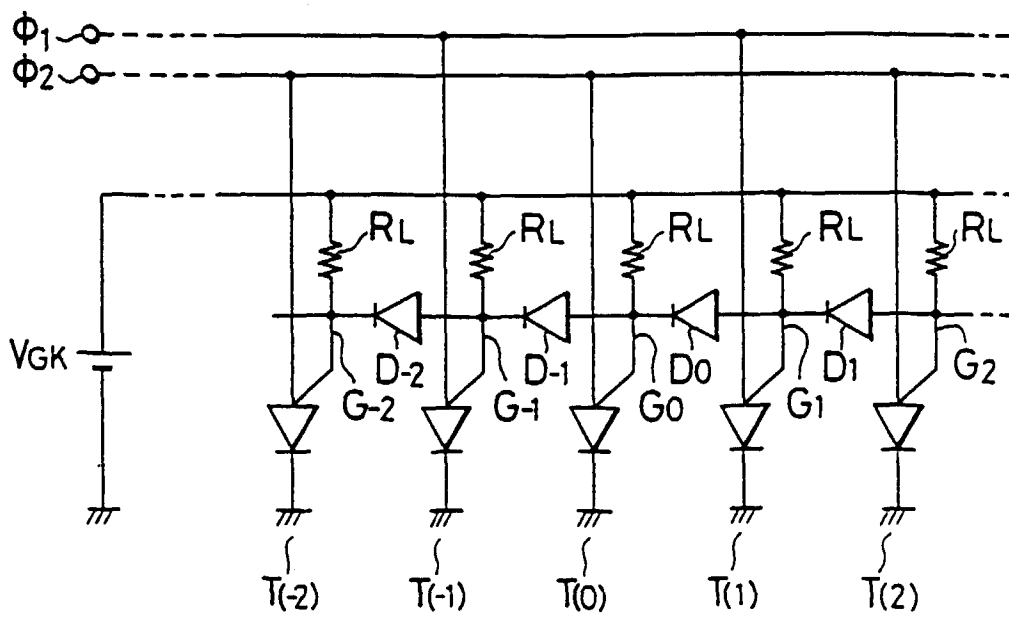 Φ1
Φ2
RL RL RL RL RL
VGK
D-2 D-1 D0 D1
G-2 G-1 G0 G1 G2
T(-2) T(-1) T(0) T(1) T(2)